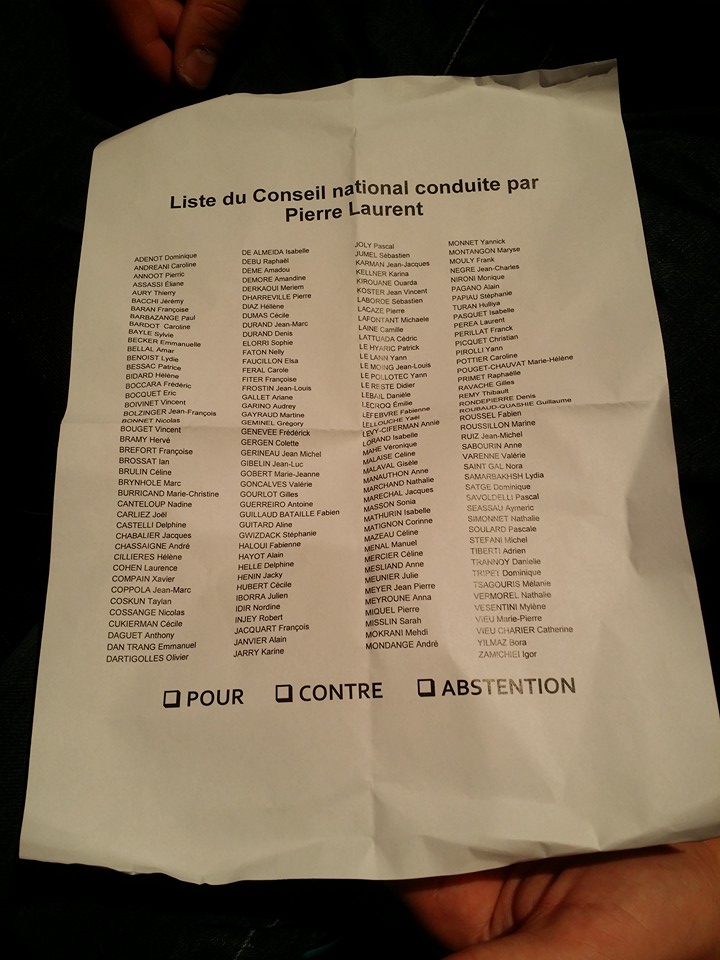 Liste du Conseil national conduite par
Pierre Laurent
ADENOT Dominique
ANDREANI Caroline
ANNOOT Pierric
ASSASSI Éliane
AURY Thierry
BACCHI Jérémy
BARAN Françoise
BARBAZANGE Paul
BARDOT Caroline
BAYLE Sylvie
BECKER Emmanuelle
BELLAL Amar
BENOIST Lydie
BESSAC Patrice
BIDARD Hélène
BOCCARA Frédéric
BOCQUET Eric
BOIVINET Vincent
BOLZINGER Jean-François
BONNET Nicolas
BOUGET Vincent
BRAMY Hervé
BREFORT Françoise
BROSSAT Ian
BRULIN Céline
BRYNHOLE Marc
BURRICAND Marie-Christine
CANTELOUP Nadine
CARLIEZ Joël
CASTELLI Delphine
CHABALIER Jacques
CHASSAIGNE André
CILLIERES Hélène
COHEN Laurence
COMPAIN Xavier
COPPOLA Jean-Marc
COSKUN Taylan
COSSANGE Nicolas
CUKIERMAN Cécile
DAGUET Anthony
DAN TRANG Emmanuel
DARTIGOLLES Olivier
DE ALMEIDA Isabelle
DEBU Raphaël
DEME Amadou
DEMORE Amandine
DERKAOUI Meriem
DHARREVILLE Pierre
DIAZ Hélène
DUMAS Cécile
DURAND Jean-Marc
DURAND Denis
ELORRI Sophie
FATON Nelly
FAUCILLON Elsa
FERAL Carole
FITER Françoise
FROSTIN Jean-Louis
GALLET Ariane
GARINO Audrey
GAYRAUD Martine
GEMINEL Grégory
GENEVEE Frédérick
GERGEN Colette
GERINEAU Jean Michel
GIBELIN Jean-Luc
GOBERT Marie-Jeanne
GONCALVES Valérie
GOURLOT Gilles
GUERREIRO Antoine
GUILLAUD BATAILLE Fabien
GUITARD Aline
GWIZDACK Stéphanie
HALOUI Fabienne
HAYOT Alain
HELLE Delphine
HENIN Jacky
HUBERT Cécile
IBORRA Julien
IDIR Nordine
INJEY Robert
JACQUART François
JANVIER Alain
JARRY Karine
JOLY Pascal
JUMEL Sébastien
KARMAN Jean-Jacques
KELLNER Karina
KIROUANE Ouarda
KOSTER Jean Vincent
LABORDE Sébastien
LACAZE Pierre
LAFONTANT Michaele
LAINE Camille
LATTUADA Cédric
LE HYARIC Patrick
LE LANN Yann
LE MOING Jean-Louis
LE POLLOTEC Yann
LE RESTE Didier
LEBAIL Danièle
LECROQ Émilie
LEFEBVRE Fabienne
LELLOUCHE Yaël
LEVY-CIFERMAN Annie
LORAND Isabelle
MAHE Véronique
MALAISE Céline
MALAVAL Gisèle
MANAUTHON Anne
MARCHAND Nathalie
MARECHAL Jacques
MASSON Sonia
MATHURIN Isabelle
MATIGNON Corinne
MAZEAU Céline
MENAL Manuel
MERCIER Céline
MESLIAND Anne
MEUNIER Julie
MEYER Jean Pierre
MEYROUNE Anna
MIQUEL Pierre
MISSLIN Sarah
MOKRANI Mehdi
MONDANGE André
MONNET Yannick
MONTANGON Maryse
MOULY Frank
NEGRE Jean-Charles
NIRONI Monique
PAGANO Alain
PAPIAU Stéphanie
TURAN Hulliya
PASQUET Isabelle
PEREA Laurent
PERILLAT Franck
PICQUET Christian
PIROLLI Yann
POTTIER Caroline
POUGET-CHAUVAT Marie-Hélène
PRIMET Raphaëlle
RAVACHE Gilles
REMY Thibault
RONDEPIERRE Denis
ROUBAUD-QUASHIE Guillaume
ROUSSEL Fabien
ROUSSILLON Marine
RUIZ Jean-Michel
SABOURIN Anne
VARENNE Valérie
SAINT GAL Nora
SAMARBAKHSH Lydia
SATGE Dominique
SAVOLDELLI Pascal
SEASSAU Aymeric
SIMONNET Nathalie
SOULARD Pascale
STEFANI Michel
TIBERTI Adrien
TRANNOY Danielle
TRIPET Dominique
TSAGOURIS Mélanie
VERMOREL Nathalie
VESENTINI Mylène
VIEU Marie-Pierre
VIEU CHARIER Catherine
YILMAZ Bora
ZAMICHIEI Igor
POUR CONTRE ABSTENTION